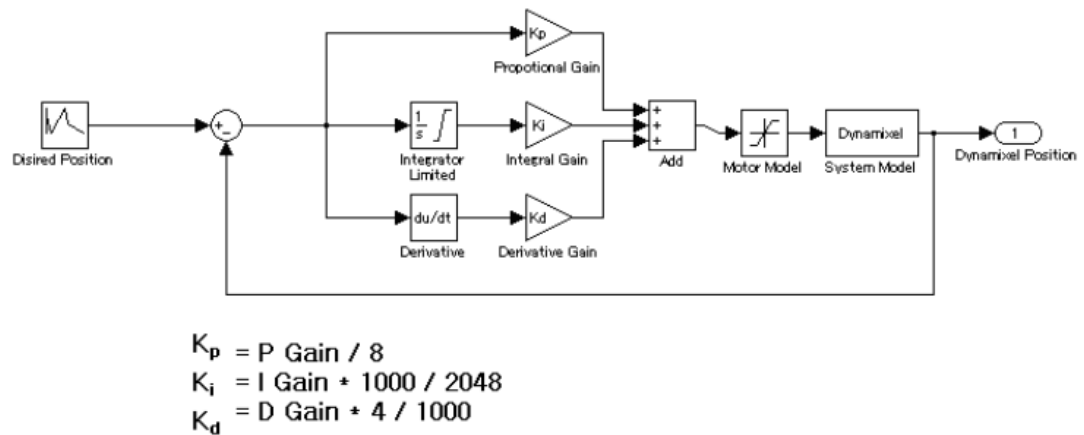 Kp
Propotional Gain
+
-
1
s
Ki
+
+
+
Dynamixel
1
Disired Position
Integrator
Limited
Integral Gain
Add
Motor Model
System Model
Dynamixel Position
du/dt
Kd
Derivative
Derivative Gain
Kp = P Gain / 8
Ki = I Gain * 1000 / 2048
Kd = D Gain * 4 / 1000